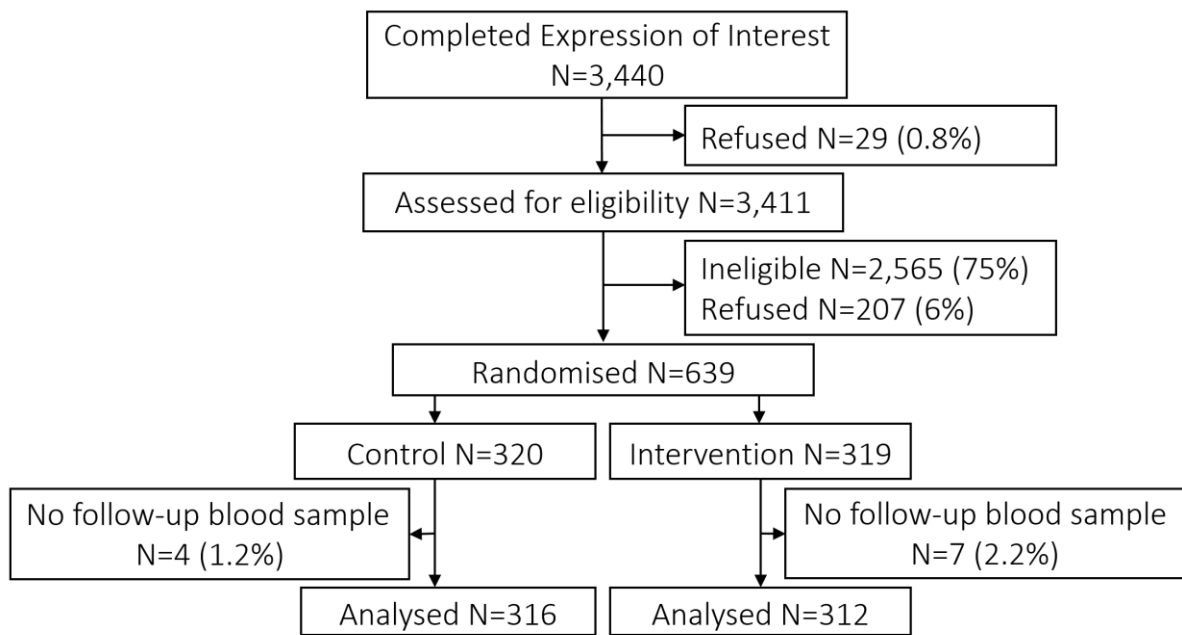 Completed Expression of Interest
N=3,440
Refused N=29 (0.8%)
Assessed for eligibility N=3,411
Ineligible N=2,565 (75%)
Refused N=207 (6%)
Randomised N=639
Control N=320
Intervention N=319
No follow-up blood sample
N=4 (1.2%)
No follow-up blood sample
N=7 (2.2%)
Analysed N=316
Analysed N=312